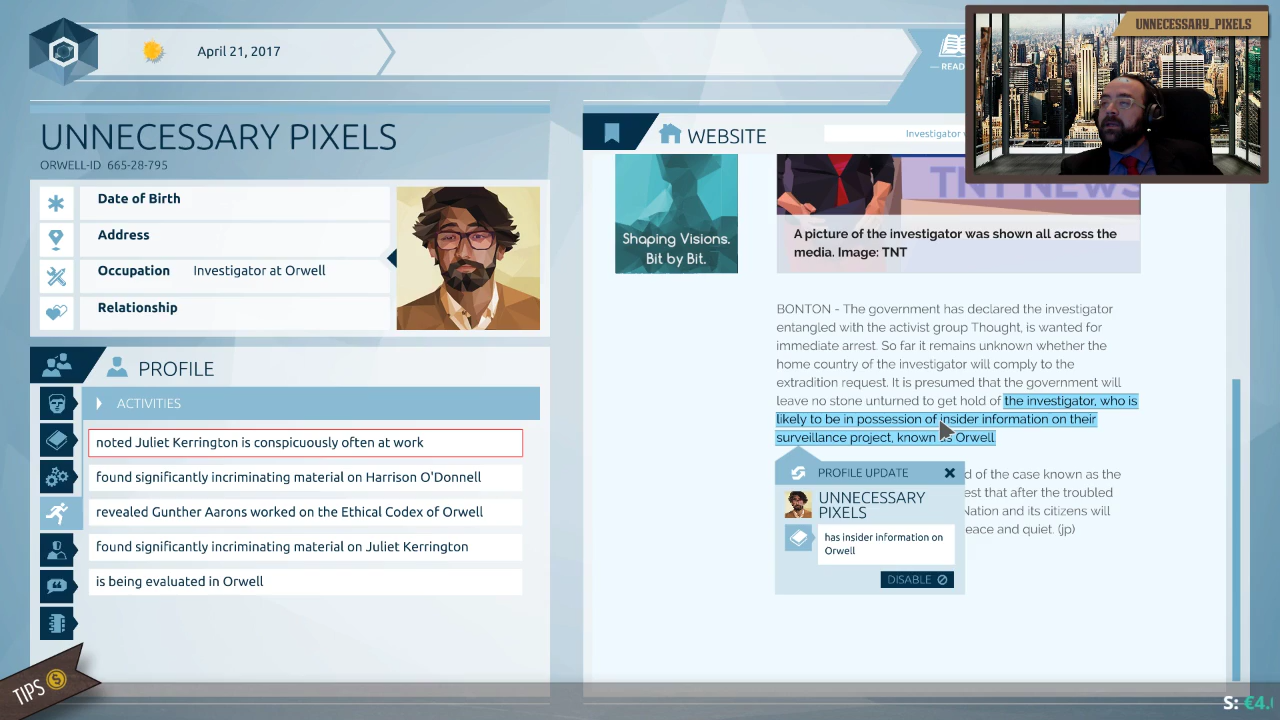 April 21, 2017
— READ
UNNECESSARY_PIXELS
UNNECESSARY PIXELS
ORWELL-ID 665-28-795
Date of Birth
Address
Occupation Investigator at Orwell
Relationship
PROFILE
ACTIVITIES
noted Juliet Kerrington is conspicuously often at work
found significantly incriminating material on Harrison O'Donnell
revealed Gunther Aarons worked on the Ethical Codex of Orwell
found significantly incriminating material on Juliet Kerrington
is being evaluated in Orwell
TIPS
WEBSITE
Investigator
Shaping Visions.
Bit by Bit.
TNT NEWS
A picture of the investigator was shown all across the
media. Image: TNT
BONTON - The government has declared the investigator
entangled with the activist group Thought, is wanted for
immediate arrest. So far it remains unknown whether the
home country of the investigator will comply to the
extradition request. It is presumed that the government will
leave no stone unturned to get hold of the investigator, who is
likely to be in possession of insider information on their
surveillance project, known as Orwell
d of the case known as the
est that after the troubled
Nation and its citizens will
eace and quiet. (jp)
PROFILE UPDATE
UNNECESSARY
PIXELS
has insider information on
Orwell
DISABLE
S: €4.